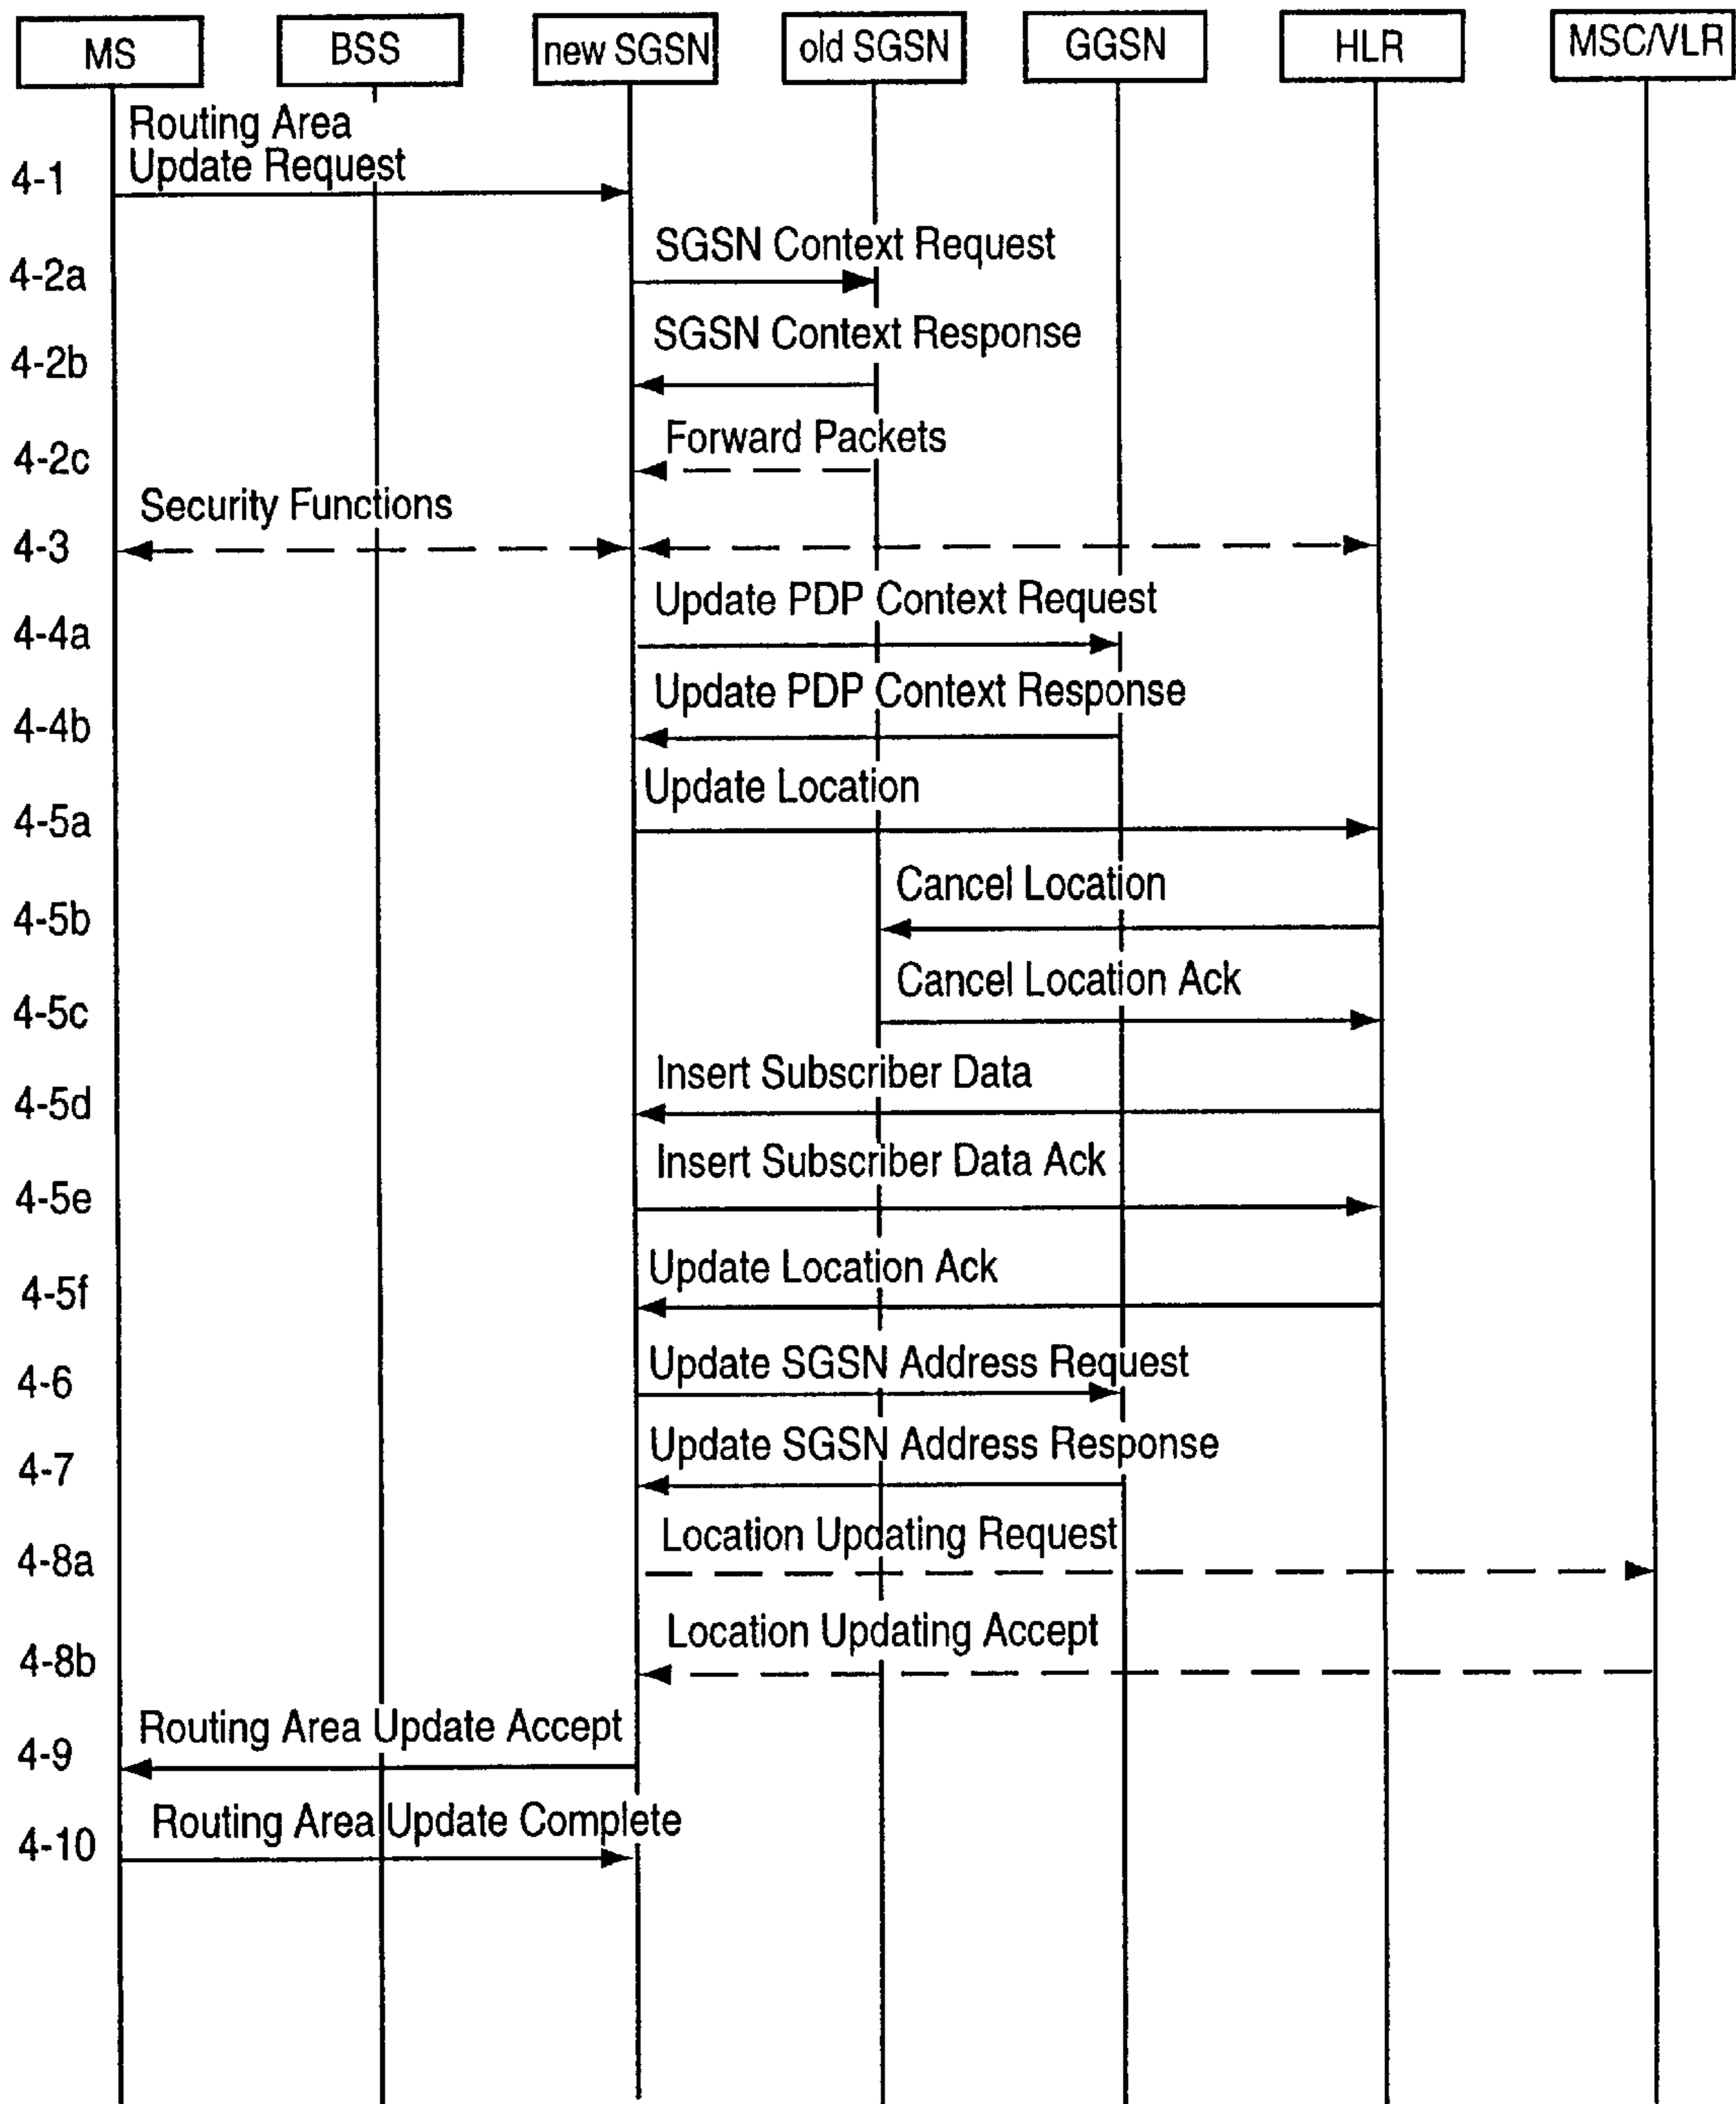 MS
BSS
new SGSN
old SGSN
GGSN
HLR
MSC/VLR
Routing Area
Update Request
4-1
SGSN Context Request
4-2a
SGSN Context Response
4-2b
Forward Packets
4-2c
Security Functions
4-3
Update PDP Context Request
4-4a
Update PDP Context Response
4-4b
Update Location
4-5a
Cancel Location
4-5b
Cancel Location Ack
4-5c
Insert Subscriber Data
4-5d
Insert Subscriber Data Ack
4-5e
Update Location Ack
4-5f
Update SGSN Address Request
4-6
Update SGSN Address Response
4-7
Location Updating Request
4-8a
Location Updating Accept
4-8b
Routing Area Update Accept
4-9
Routing Area Update Complete
4-10